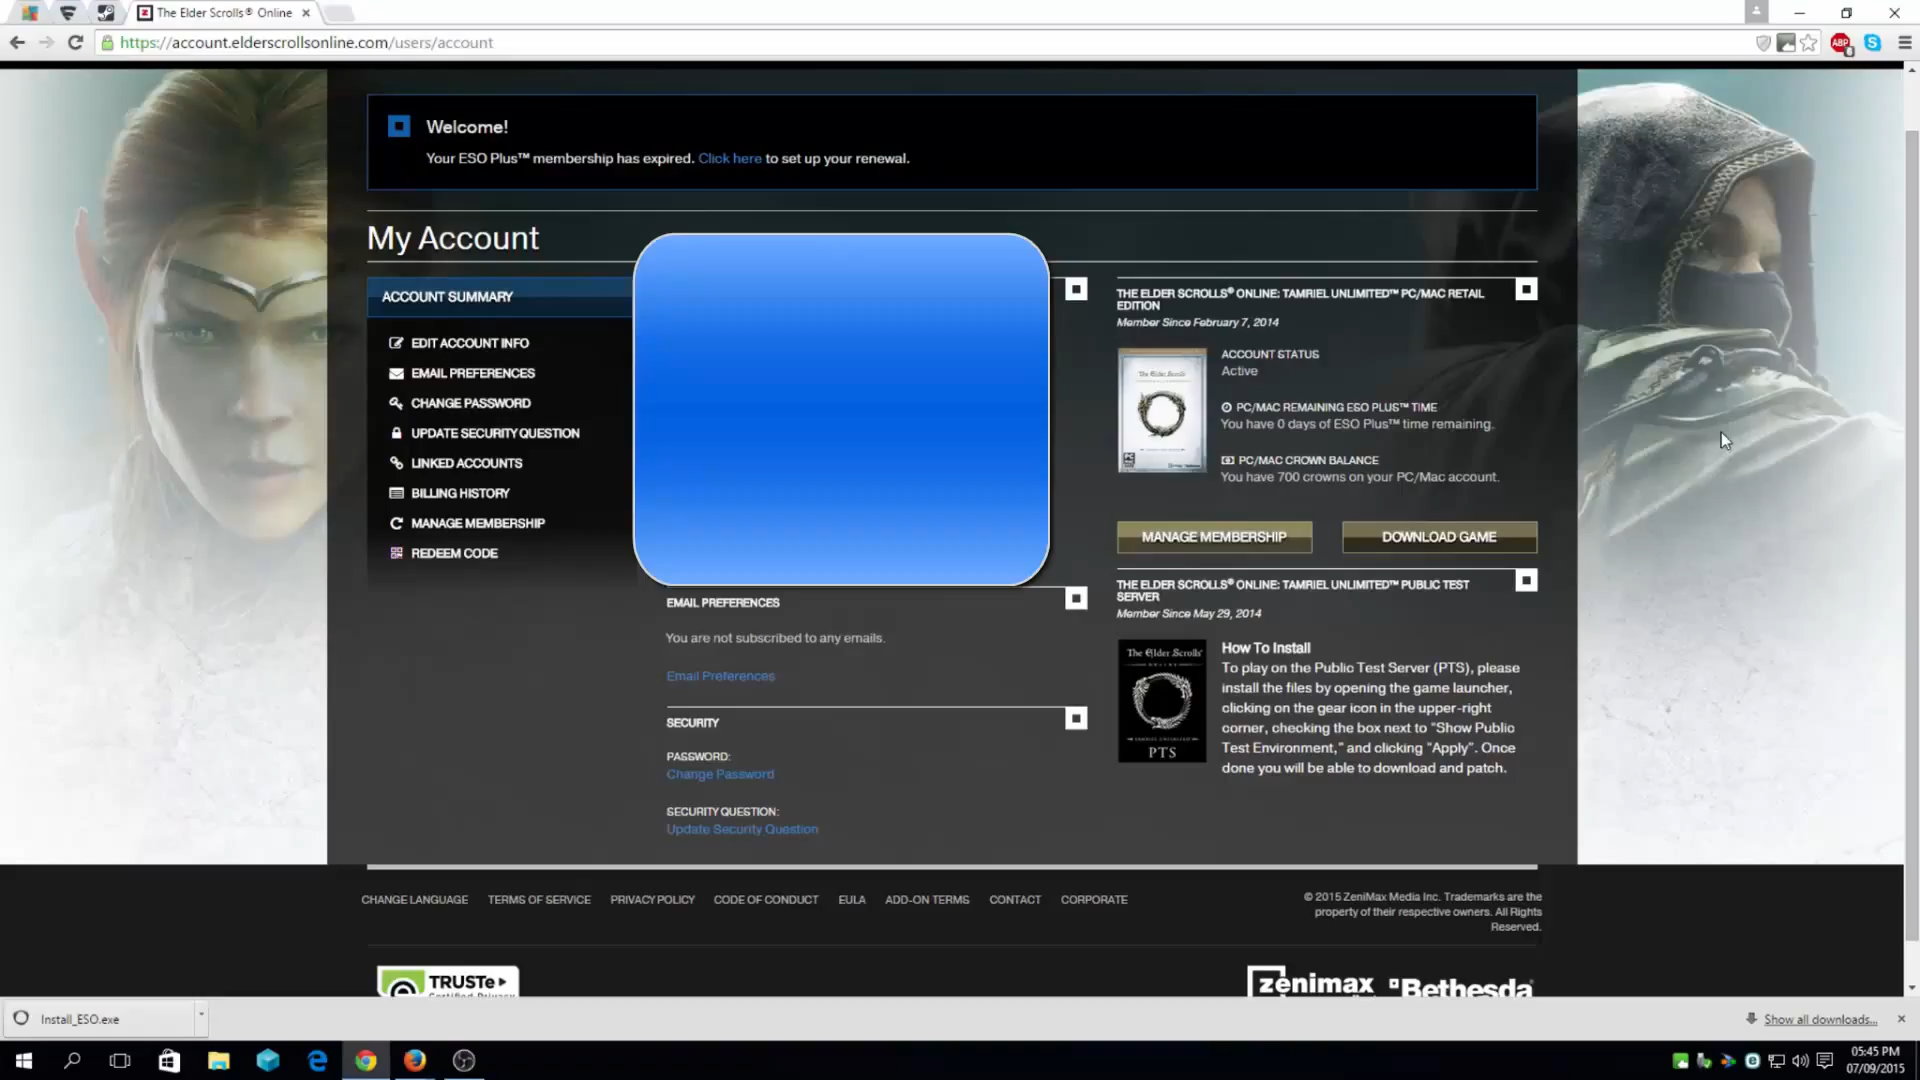 The Elder Scrolls® Online
https://account.elderscrollsonline.com/users/account
ABP
Welcome!
Your ESO Plus™ membership has expired. Click here to set up your renewal.
My Account
ACCOUNT SUMMARY
EDIT ACCOUNT INFO
EMAIL PREFERENCES
CHANGE PASSWORD
UPDATE SECURITY QUESTION
LINKED ACCOUNTS
BILLING HISTORY
MANAGE MEMBERSHIP
REDEEM CODE
EMAIL PREFERENCES
You are not subscribed to any emails.
Email Preferences
SECURITY
PASSWORD:
Change Password
SECURITY QUESTION:
Update Security Question
THE ELDER SCROLLS® ONLINE: TAMRIEL UNLIMITED™ PC/MAC RETAIL
EDITION
Member Since February 7, 2014
The Elder Scrolls
ACCOUNT STATUS
Active
PC/MAC REMAINING ESO PLUS™ TIME
You have 0 days of ESO Plus™ time remaining.
PC/MAC CROWN BALANCE
You have 700 crowns on your PC/Mac account.
MANAGE MEMBERSHIP
DOWNLOAD GAME
THE ELDER SCROLLS® ONLINE: TAMRIEL UNLIMITED™ PUBLIC TEST
SERVER
Member Since May 29, 2014
The Elder Scrolls
PTS
How To Install
To play on the Public Test Server (PTS), please
install the files by opening the game launcher,
clicking on the gear icon in the upper-right
corner, checking the box next to "Show Public
Test Environment," and clicking "Apply". Once
done you will be able to download and patch.
CHANGE LANGUAGE TERMS OF SERVICE PRIVACY POLICY CODE OF CONDUCT EULA ADD-ON TERMS CONTACT CORPORATE
© 2015 ZeniMax Media Inc. Trademarks are the
property of their respective owners. All Rights
Reserved.
TRUSTe
Certified Privacy
zenimax
Bethesda
Install_ESO.exe
Show all downloads...
05:45 PM
07/09/2015